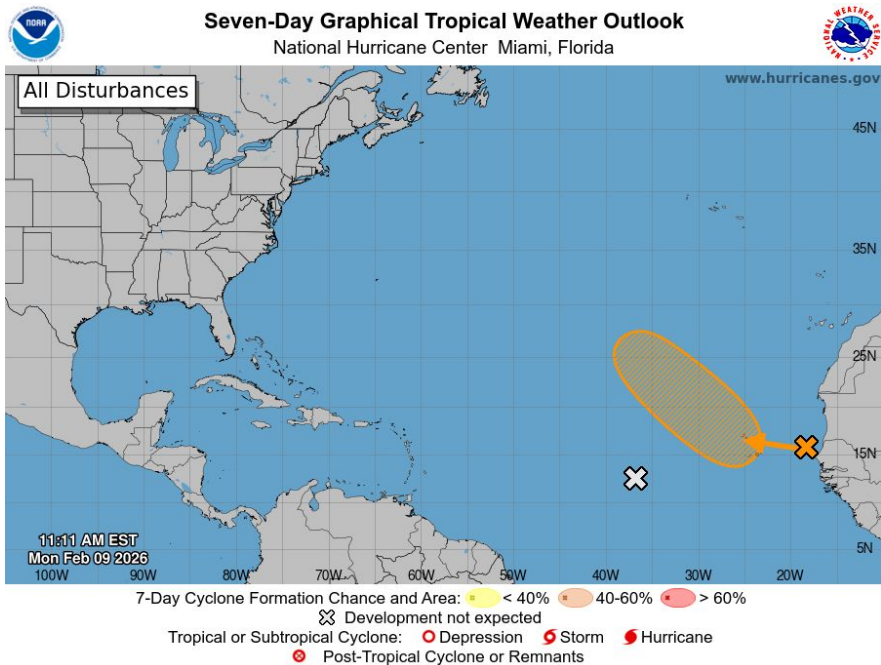 Seven-Day Graphical Tropical Weather Outlook
National Hurricane Center Miami, Florida
NOAA
NATIONAL WEATHER SERVICE
www.hurricanes.gov
All Disturbances
45N
35N
25N
15N
5N
11:11 AM EST
Mon Feb 09 2026
100W 90W 80W 70W 60W 50W 40W 30W 20W
7-Day Cyclone Formation Chance and Area: < 40% 40-60% > 60%
Development not expected
Tropical or Subtropical Cyclone: Depression Storm Hurricane
Post-Tropical Cyclone or Remnants